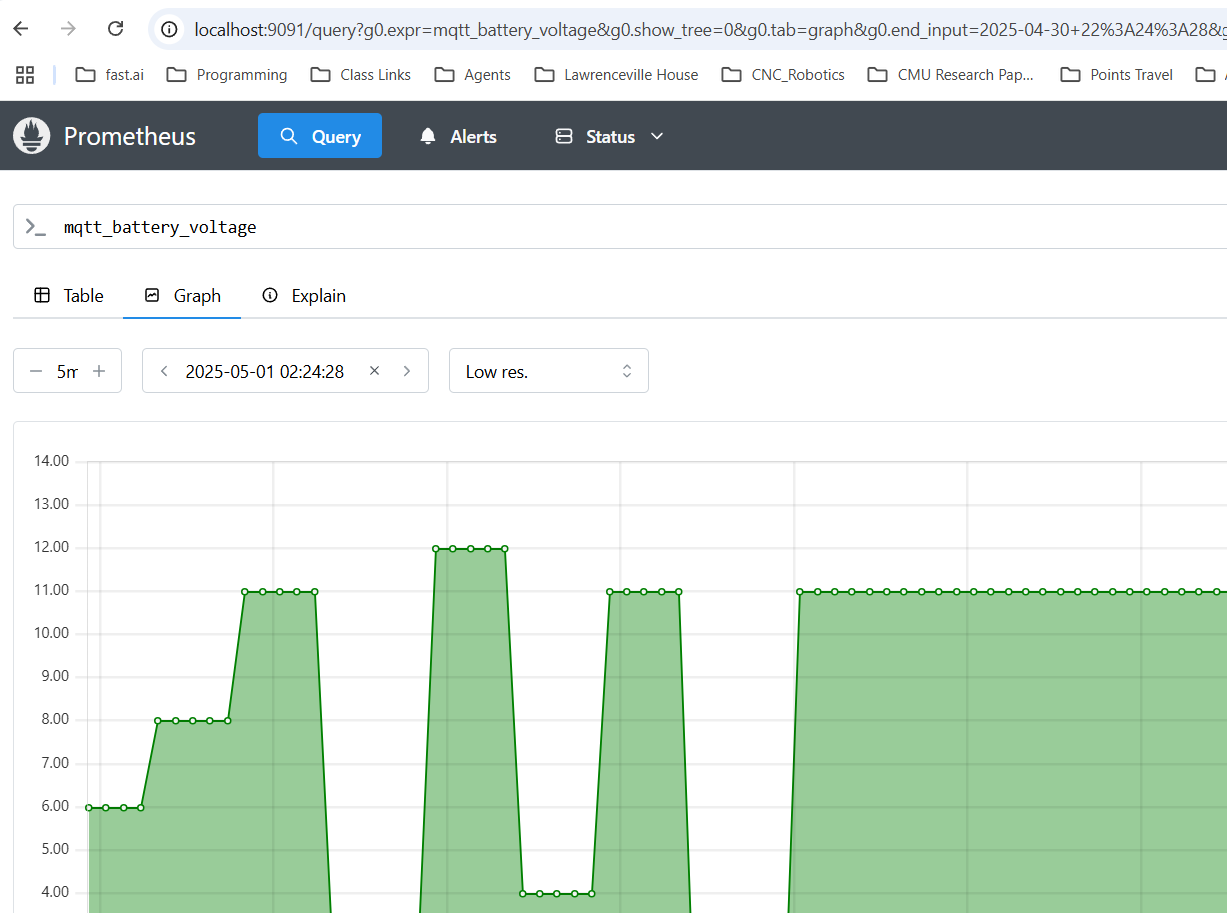 localhost:9091/query?g0.expr=mqtt_battery_voltage&g0.show_tree=0&g0.tab=graph&g0.end_input=2025-04-30+22%3A24%3A28&g
fast.ai Programming Class Links Agents Lawrenceville House CNC_Robotics CMU Research Pap... Points Travel
Prometheus Query Alerts Status
>_ mqtt_battery_voltage
Table Graph Explain
− 5m + < 2025-05-01 02:24:28 × > Low res.
14.00
13.00
12.00
11.00
10.00
9.00
8.00
7.00
6.00
5.00
4.00